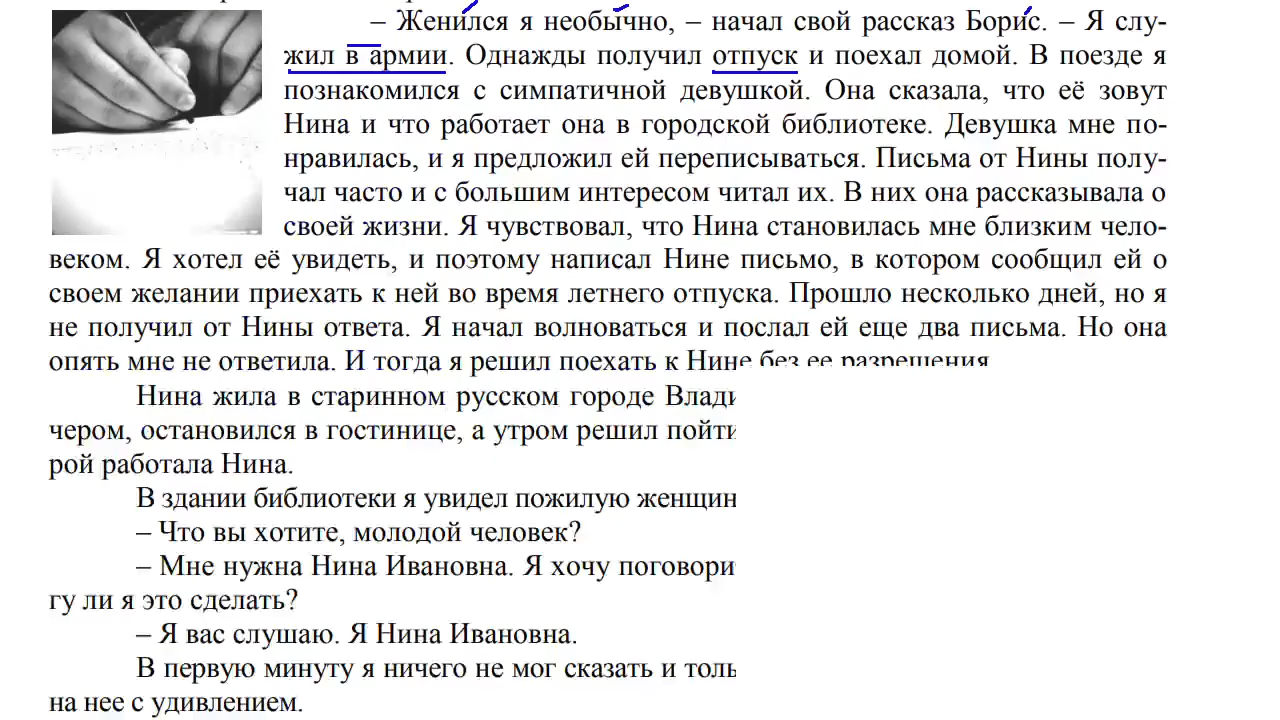 – Женился я необычно, – начал свой рассказ Борис. – Я слу-
жил в армии. Однажды получил отпуск и поехал домой. В поезде я
познакомился с симпатичной девушкой. Она сказала, что её зовут
Нина и что работает она в городской библиотеке. Девушка мне по-
нравилась, и я предложил ей переписываться. Письма от Нины полу-
чал часто и с большим интересом читал их. В них она рассказывала о
своей жизни. Я чувствовал, что Нина становилась мне близким чело-
веком. Я хотел её увидеть, и поэтому написал Нине письмо, в котором сообщил ей о
своем желании приехать к ней во время летнего отпуска. Прошло несколько дней, но я
не получил от Нины ответа. Я начал волноваться и послал ей еще два письма. Но она
опять мне не ответила. И тогда я решил поехать к Нине без ее разрешения
Нина жила в старинном русском городе
чером, остановился в гостинице, а утром решил
рой работала Нина.
В здании библиотеки я увидел пожилую
– Что вы хотите, молодой человек?
– Мне нужна Нина Ивановна. Я хочу
гу ли я это сделать?
– Я вас слушаю. Я Нина Ивановна.
В первую минуту я ничего не мог сказать и
на нее с удивлением.